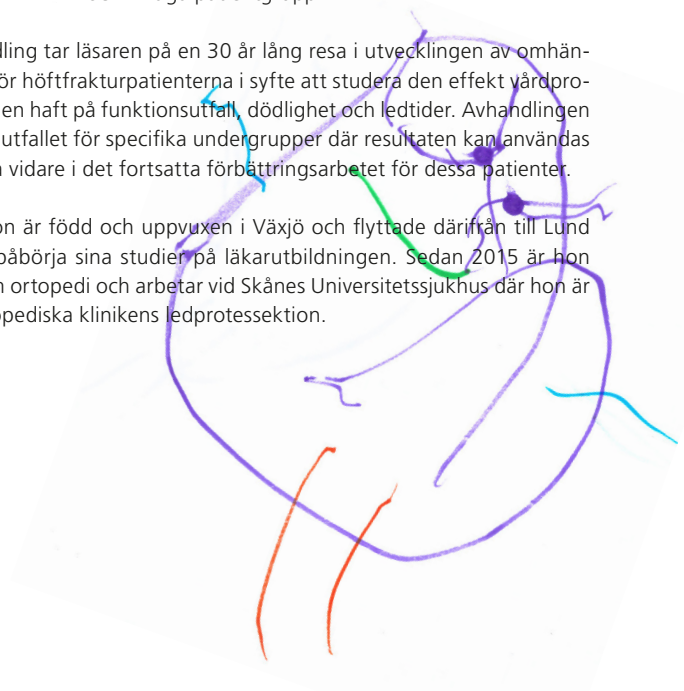 dling tar läsaren på en 30 år lång resa i utvecklingen av omhän-
ör höftfrakturpatienterna i syfte att studera den effekt vårdpro-
en haft på funktionsutfall, dödlighet och ledtider. Avhandlingen
utfallet för specifika undergrupper där resultaten kan användas
vidare i det fortsatta förbättringsarbetet för dessa patienter.
on är född och uppvuxen i Växjö och flyttade därifrån till Lund
påbörja sina studier på läkarutbildningen. Sedan 2015 är hon
ortopedi och arbetar vid Skånes Universitetssjukhus där hon är
pediska klinikens ledprotessektion.